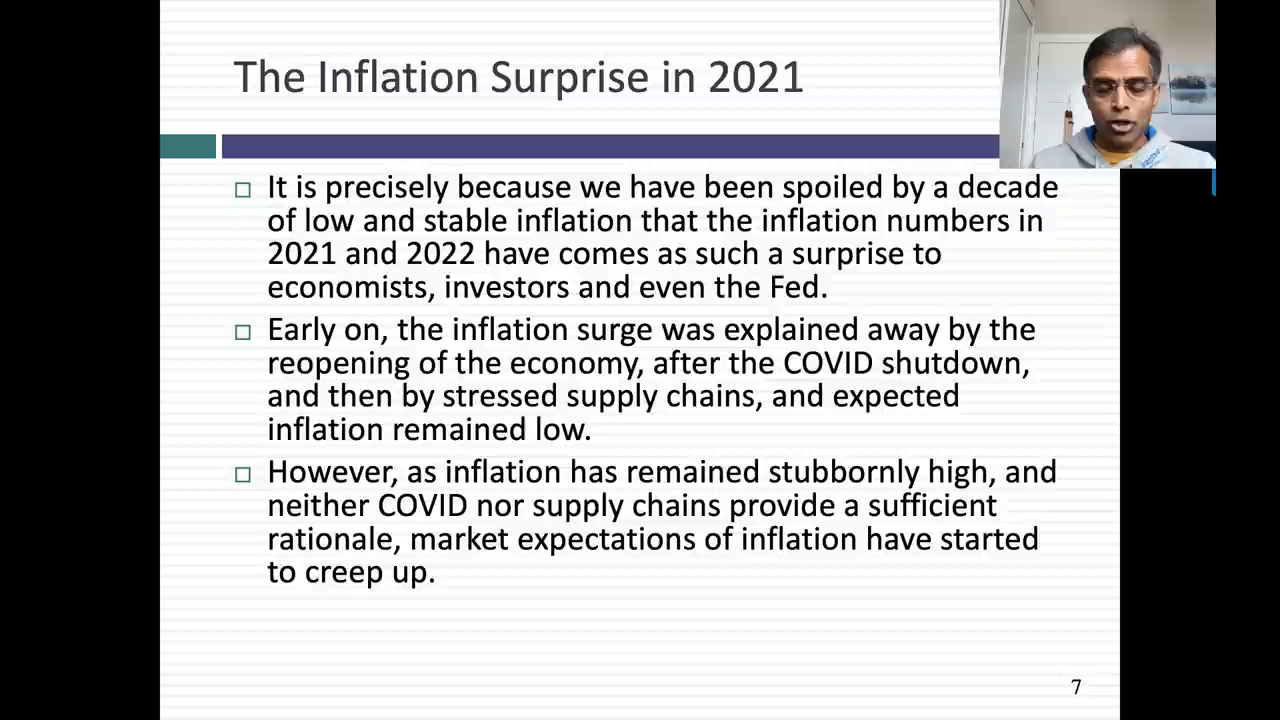 The Inflation Surprise in 2021
It is precisely because we have been spoiled by a decade
of low and stable inflation that the inflation numbers in
2021 and 2022 have comes as such a surprise to
economists, investors and even the Fed.
Early on, the inflation surge was explained away by the
reopening of the economy, after the COVID shutdown,
and then by stressed supply chains, and expected
inflation remained low.
However, as inflation has remained stubbornly high, and
neither COVID nor supply chains provide a sufficient
rationale, market expectations of inflation have started
to creep up.
7